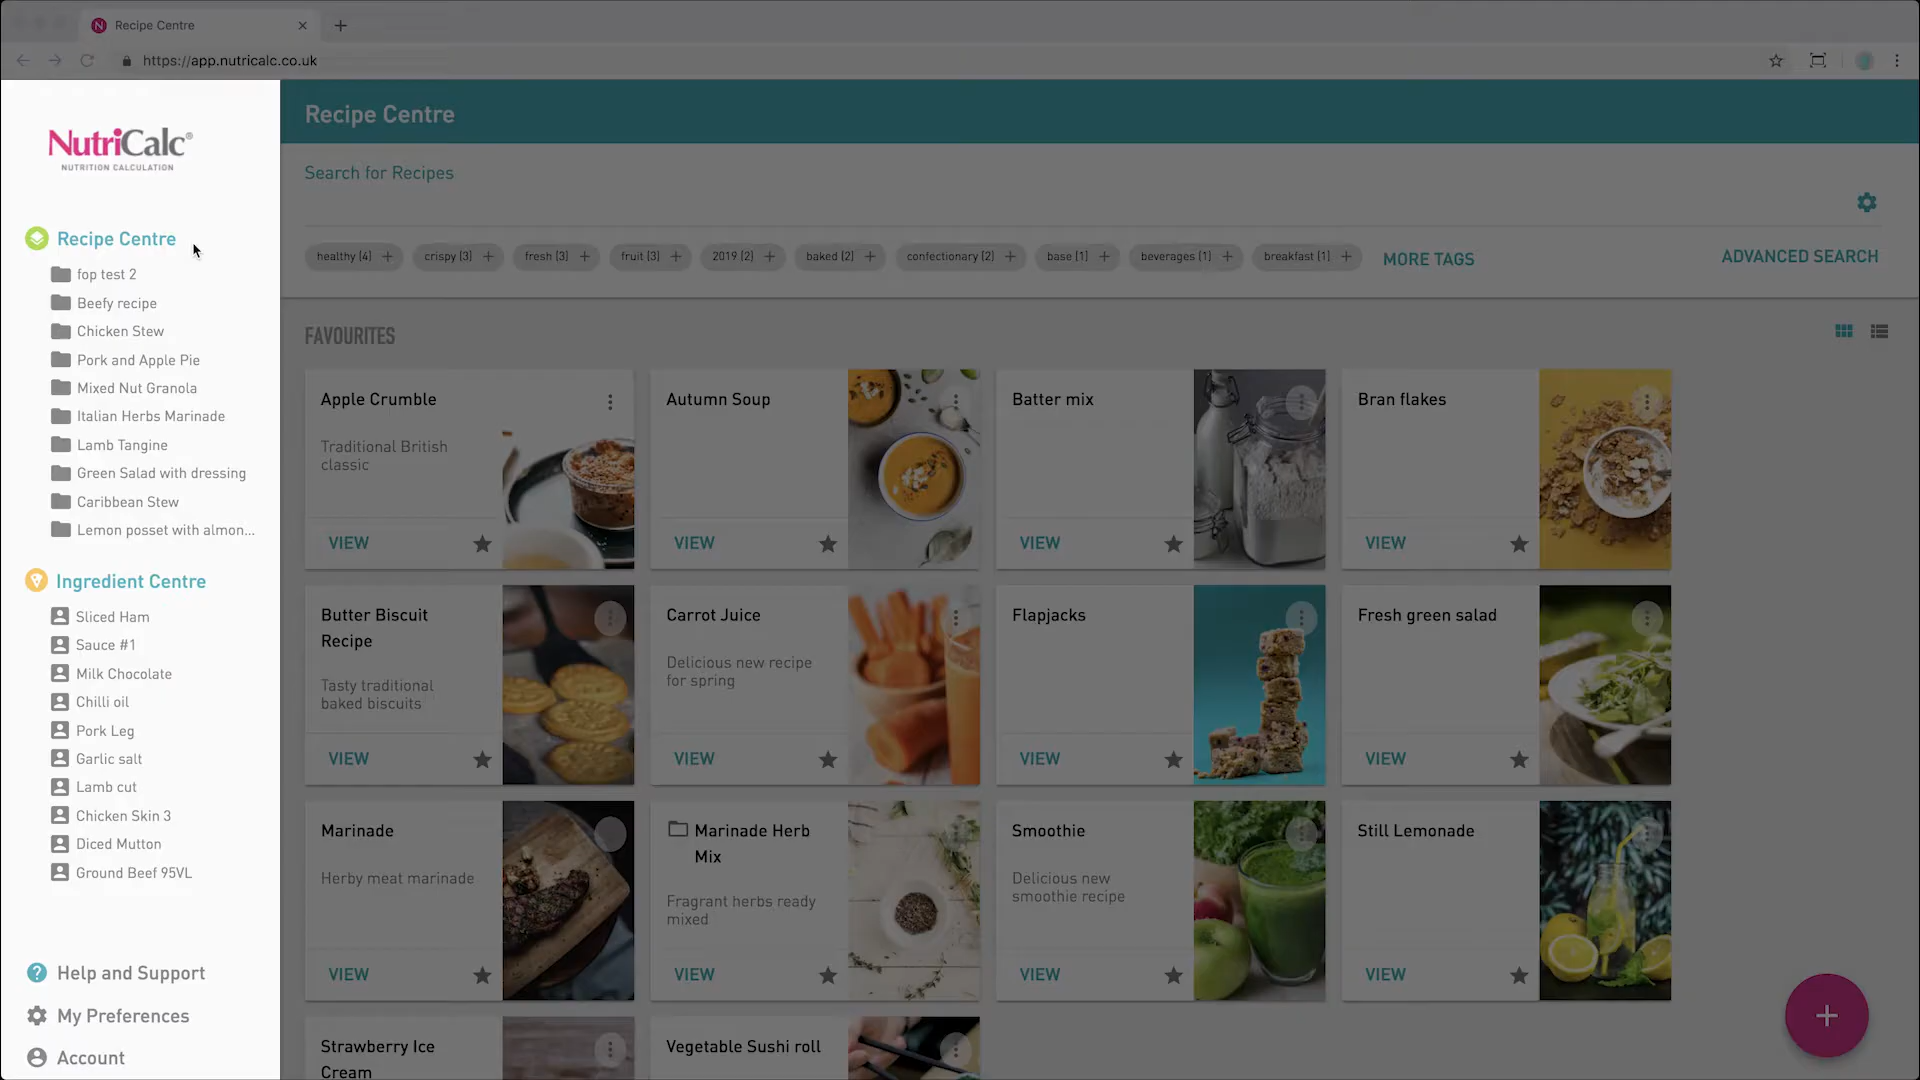 Recipe Centre
https://app.nutricalc.co.uk
NutriCalc®
NUTRITION CALCULATION
Recipe Centre
fop test 2
Beefy recipe
Chicken Stew
Pork and Apple Pie
Mixed Nut Granola
Italian Herbs Marinade
Lamb Tangine
Green Salad with dressing
Caribbean Stew
Lemon posset with almon...
Ingredient Centre
Sliced Ham
Sauce #1
Milk Chocolate
Chilli oil
Pork Leg
Garlic salt
Lamb cut
Chicken Skin 3
Diced Mutton
Ground Beef 95VL
Help and Support
My Preferences
Account
Recipe Centre
Search for Recipes
healthy (4) +
crispy (3) +
fresh (3) +
fruit (3) +
2019 (2) +
baked (2) +
confectionary (2) +
base (1) +
beverages (1) +
breakfast (1) +
MORE TAGS
ADVANCED SEARCH
FAVOURITES
Apple Crumble
Traditional British
classic
VIEW
Autumn Soup
VIEW
Batter mix
VIEW
Bran flakes
VIEW
Butter Biscuit
Recipe
Tasty traditional
baked biscuits
VIEW
Carrot Juice
Delicious new recipe
for spring
VIEW
Flapjacks
VIEW
Fresh green salad
VIEW
Marinade
Herby meat marinade
VIEW
Marinade Herb
Mix
Fragrant herbs ready
mixed
VIEW
Smoothie
Delicious new
smoothie recipe
VIEW
Still Lemonade
VIEW
Strawberry Ice
Cream
Vegetable Sushi roll